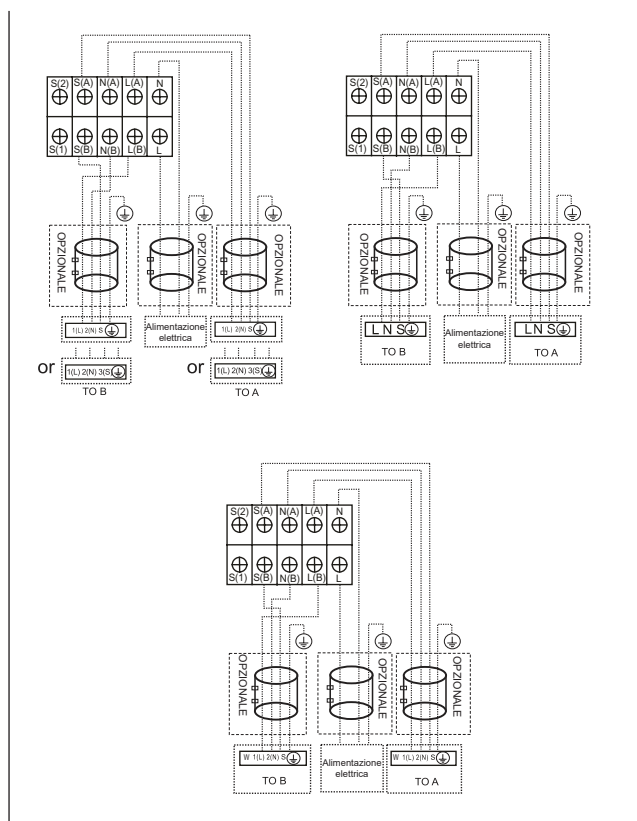 S(2) S(A) N(A) L(A) N
S(1) S(B) N(B) L(B) L
OPZIONALE
OPZIONALE
OPZIONALE
1(L) 2(N) S
Alimentazione
elettrica
1(L) 2(N) S
or
1(L) 2(N) 3(S)
TO B
or
1(L) 2(N) 3(S)
TO A
S(2) S(A) N(A) L(A) N
S(1) S(B) N(B) L(B) L
OPZIONALE
OPZIONALE
OPZIONALE
L N S
TO B
Alimentazione
elettrica
L N S
TO A
S(2) S(A) N(A) L(A) N
S(1) S(B) N(B) L(B) L
OPZIONALE
OPZIONALE
OPZIONALE
W 1(L) 2(N) S
TO B
Alimentazione
elettrica
W 1(L) 2(N) S
TO A